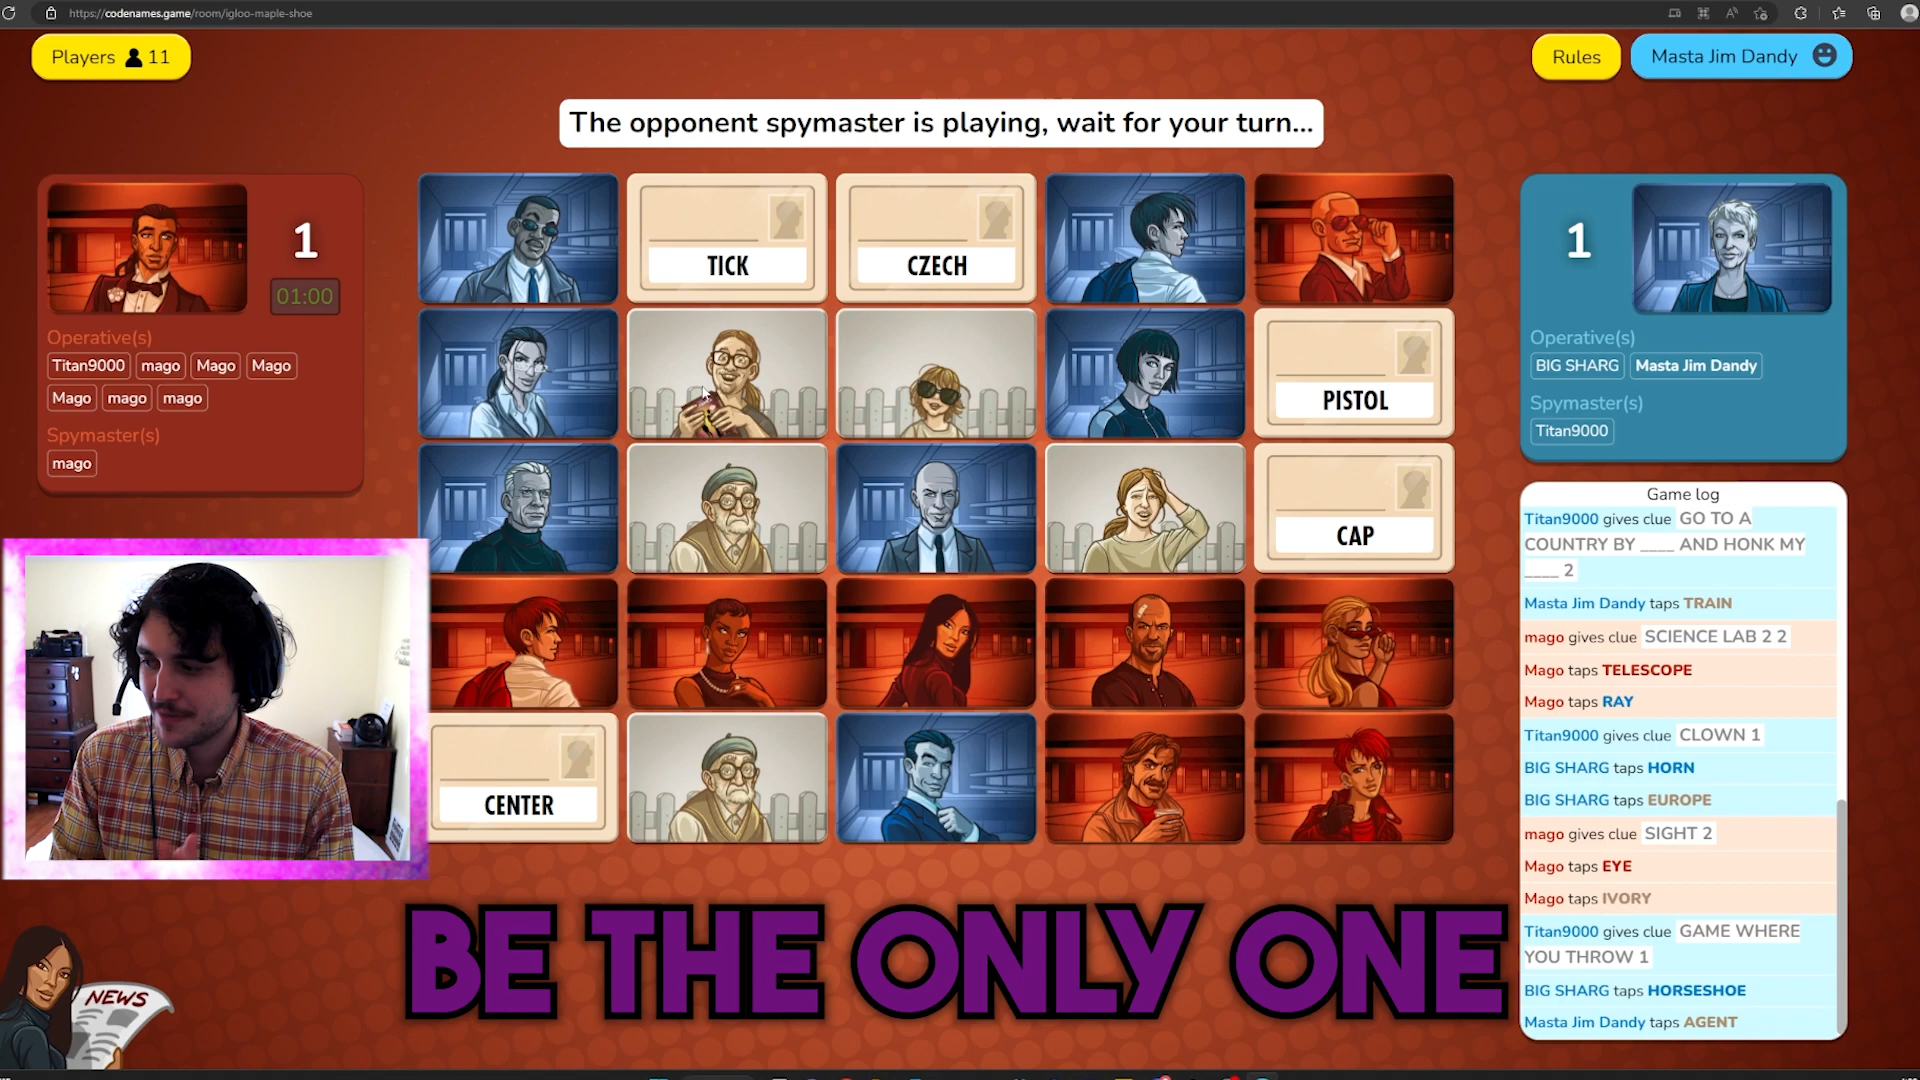 https://codenames.game/room/igloo-maple-shoe
Players 11
Rules
Masta Jim Dandy
The opponent spymaster is playing, wait for your turn...
1
01:00
Operative(s)
Titan9000 mago Mago Mago
Mago mago mago
Spymaster(s)
mago
TICK
CZECH
PISTOL
CAP
CENTER
1
Operative(s)
BIG SHARG Masta Jim Dandy
Spymaster(s)
Titan9000
Game log
Titan9000 gives clue GO TO A
COUNTRY BY ____ AND HONK MY
____ 2
Masta Jim Dandy taps TRAIN
mago gives clue SCIENCE LAB 2 2
Mago taps TELESCOPE
Mago taps RAY
Titan9000 gives clue CLOWN 1
BIG SHARG taps HORN
BIG SHARG taps EUROPE
mago gives clue SIGHT 2
Mago taps EYE
Mago taps IVORY
Titan9000 gives clue GAME WHERE
YOU THROW 1
BIG SHARG taps HORSESHOE
Masta Jim Dandy taps AGENT
NEWS
BE THE ONLY ONE